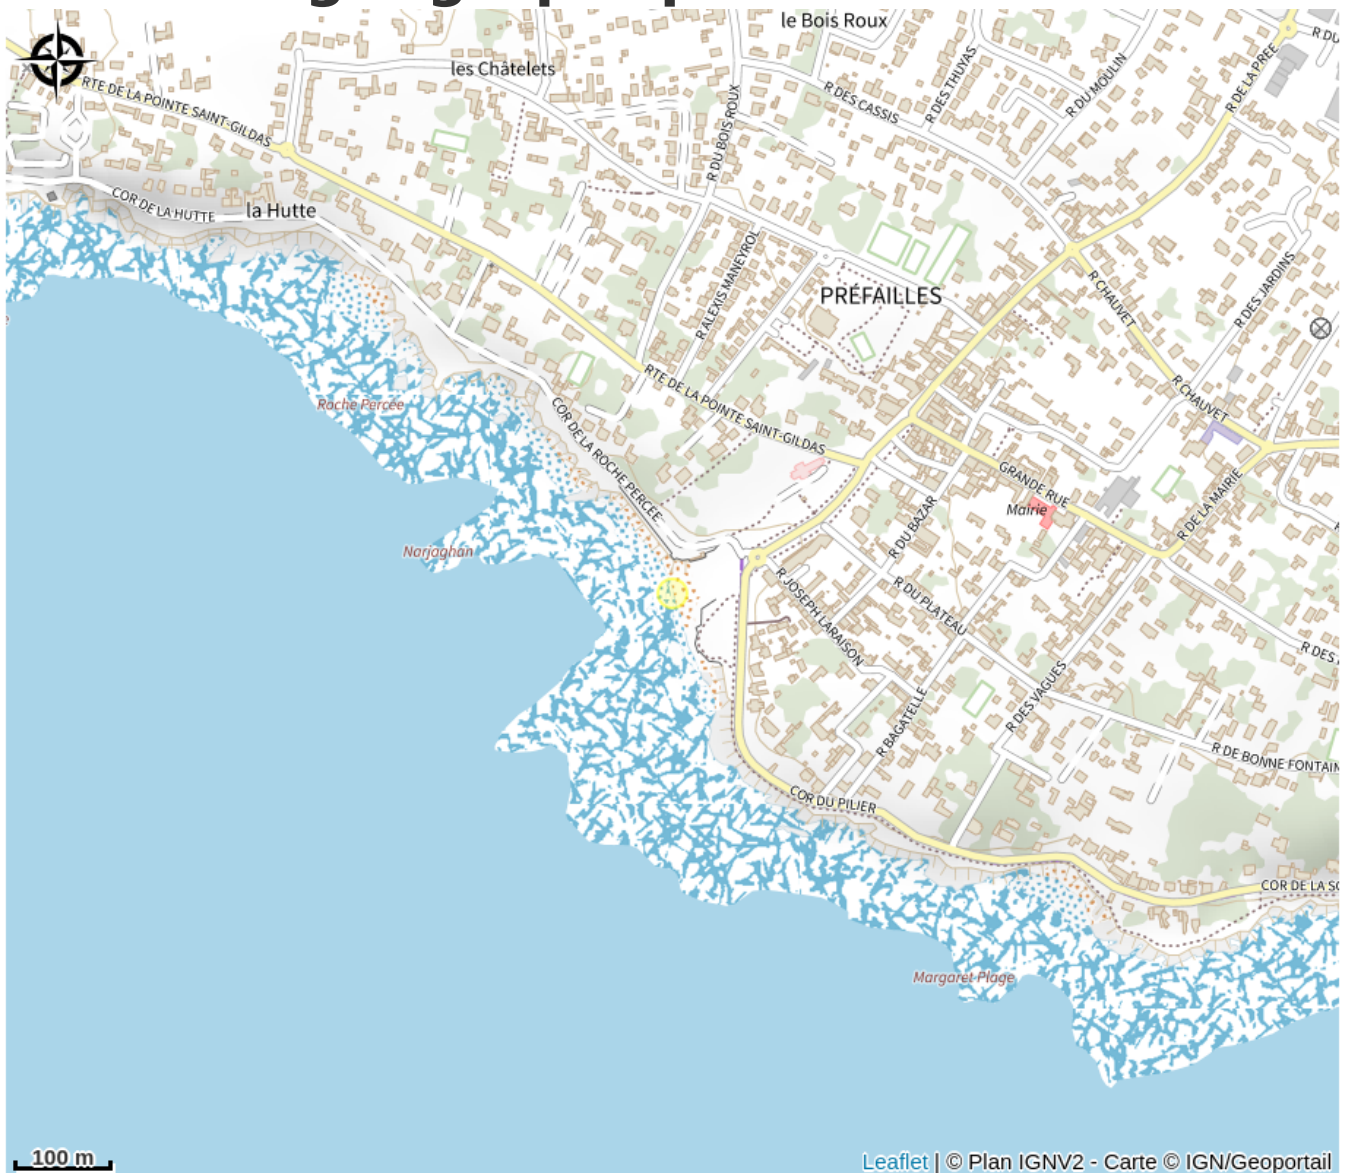 le Bois Roux
R DU
les Châtelets
RTE DE LA POINTE SAINT-GILDAS
R DU BOIS ROUX
R DES CASSIS
R DES THUYAS
R DU MOULIN
R DE LA PREE
COR DE LA HUTTE
la Hutte
R ALEXIS MANEYROL
PRÉFAILLES
R CHAUVET
R DES JARDINS
Roche Percée
RTE DE LA POINTE SAINT-GILDAS
R CHAUVET
COR DE LA ROCHE PERCEE
GRANDE RUE
Mairie
R DE LA MAIRIE
R DU BAZAR
Narjaghan
R JOSEPH LARAISON
R DU PLATEAU
R DES
R DES VAGUES
R BAGATELLE
R DE BONNE FONTAIN
COR DU PILIER
COR DE LA SO
Margaret Plage
100 m
Leaflet | © Plan IGNV2 - Carte © IGN/Geoportail